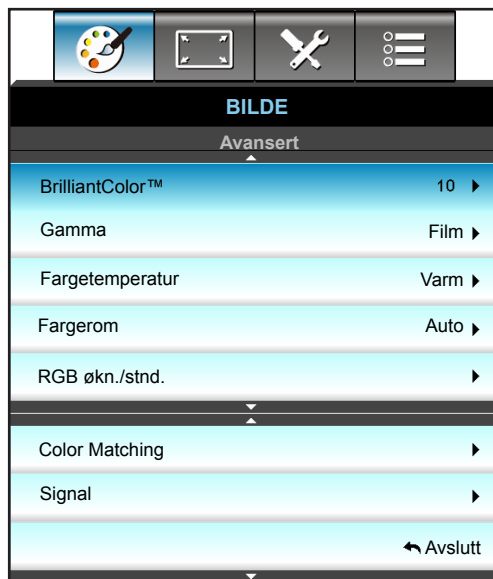 BILDE
Avansert
BrilliantColor™ 10
Gamma Film
Fargetemperatur Varm
Fargerom Auto
RGB økn./stnd.
Color Matching
Signal
Avslutt